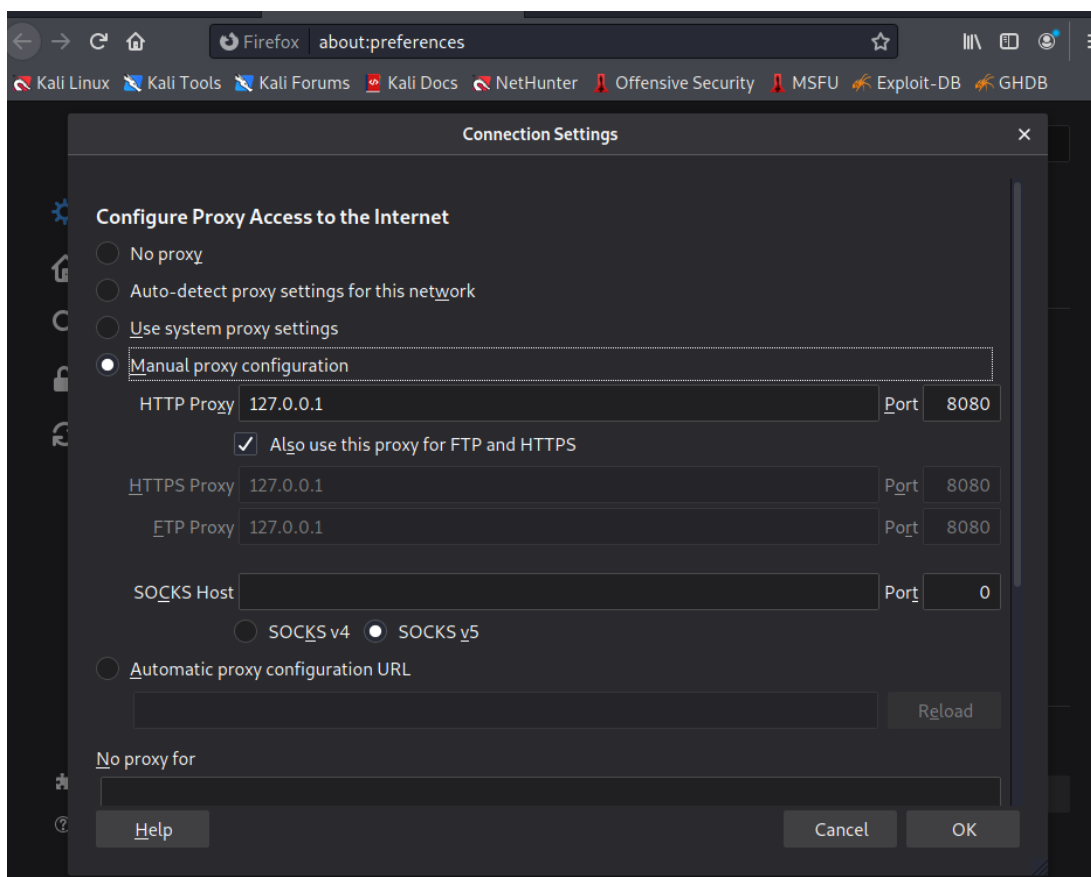 Firefox about:preferences
Kali Linux Kali Tools Kali Forums Kali Docs NetHunter Offensive Security MSFU Exploit-DB GHDB
Connection Settings
Configure Proxy Access to the Internet
No proxy
Auto-detect proxy settings for this network
Use system proxy settings
Manual proxy configuration
HTTP Proxy 127.0.0.1 Port 8080
Also use this proxy for FTP and HTTPS
HTTPS Proxy 127.0.0.1 Port 8080
FTP Proxy 127.0.0.1 Port 8080
SOCKS Host Port 0
SOCKS v4 SOCKS v5
Automatic proxy configuration URL
Reload
No proxy for
Help Cancel OK